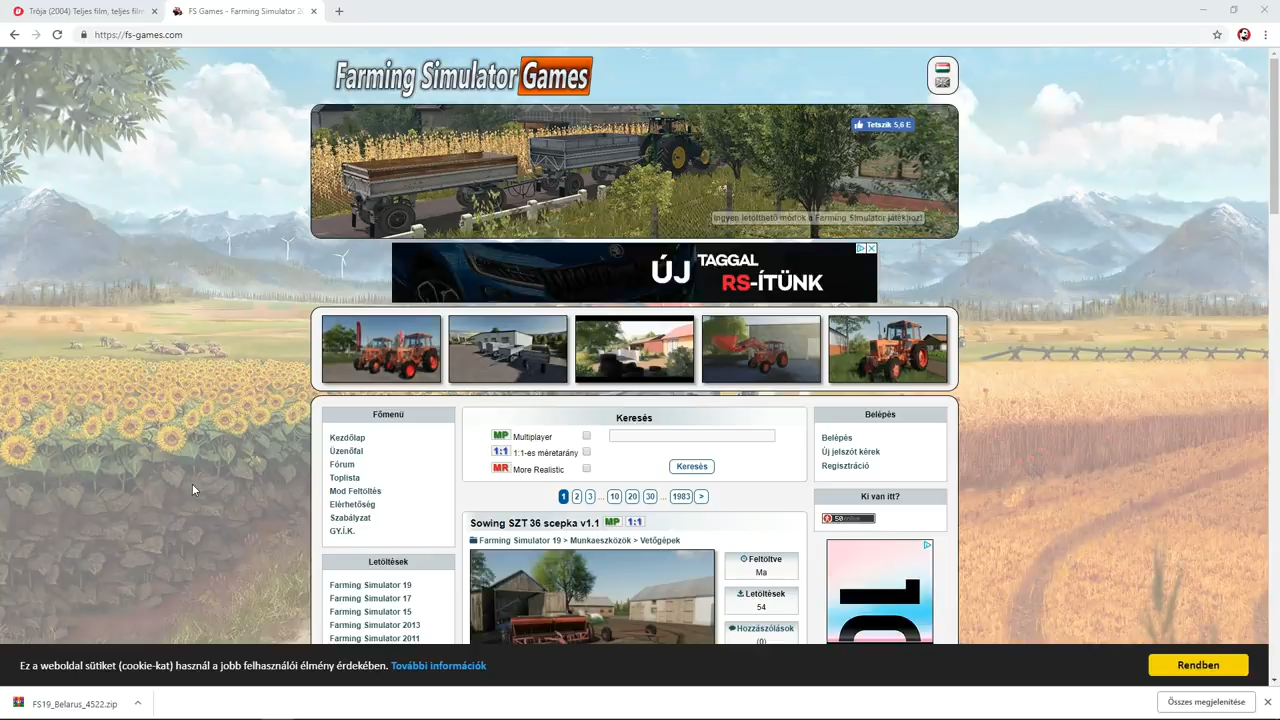 Trója (2004) Teljes film, teljes film
FS Games - Farming Simulator 20
https://fs-games.com
Farming Simulator Games
Tetszik 5,6 E
Ingyen letölthető módok a Farming Simulator játékhoz!
ÚJ TAGGAL
RS-ÍTÜNK
Főmenü
Kezdőlap
Üzenőfal
Fórum
Toplista
Mod Feltöltés
Elérhetőség
Szabályzat
GY.I.K.
Letöltések
Farming Simulator 19
Farming Simulator 17
Farming Simulator 15
Farming Simulator 2013
Farming Simulator 2011
Keresés
MP Multiplayer
1:1 1:1-es méretarány
MR More Realistic
Keresés
1 2 3 ... 10 20 30 ... 1983 >
Sowing SZT 36 scepka v1.1 MP 1:1
Farming Simulator 19 > Munkaeszközök > Vetőgépek
Feltöltve
Ma
Letöltések
54
Hozzászólások
(0)
Belépés
Belépés
Új jelszót kérek
Regisztráció
Ki van itt?
Ez a weboldal sütiket (cookie-kat) használ a jobb felhasználói élmény érdekében. További információk
Rendben
FS19_Belarus_4522.zip
Összes megjelenítése